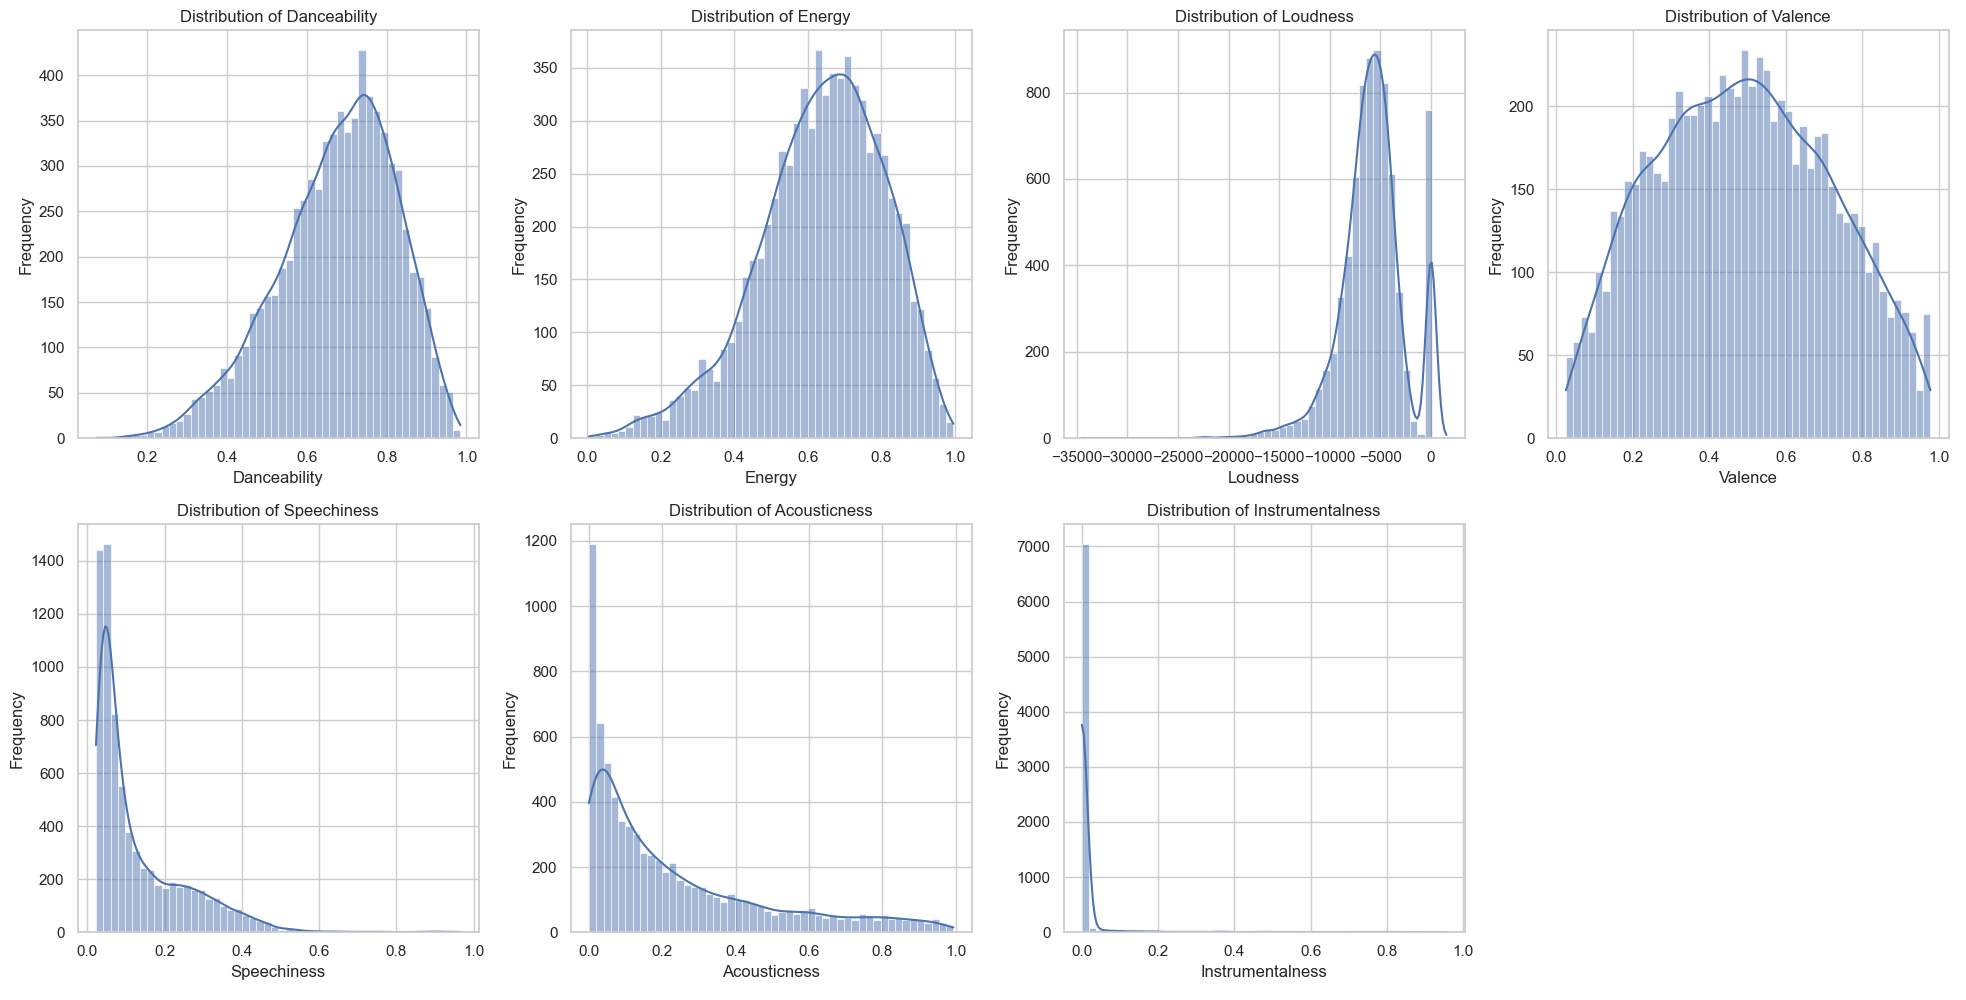 Distribution of Danceability
Frequency
400
350
300
250
200
150
100
50
0
0.2 0.4 0.6 0.8 1.0
Danceability
Distribution of Energy
Frequency
350
300
250
200
150
100
50
0
0.0 0.2 0.4 0.6 0.8 1.0
Energy
Distribution of Loudness
Frequency
800
600
400
200
0
−35000 −30000 −25000 −20000 −15000 −10000 −5000 0
Loudness
Distribution of Valence
Frequency
200
150
100
50
0
0.0 0.2 0.4 0.6 0.8 1.0
Valence
Distribution of Speechiness
Frequency
1400
1200
1000
800
600
400
200
0
0.0 0.2 0.4 0.6 0.8 1.0
Speechiness
Distribution of Acousticness
Frequency
1200
1000
800
600
400
200
0
0.0 0.2 0.4 0.6 0.8 1.0
Acousticness
Distribution of Instrumentalness
Frequency
7000
6000
5000
4000
3000
2000
1000
0
0.0 0.2 0.4 0.6 0.8 1.0
Instrumentalness